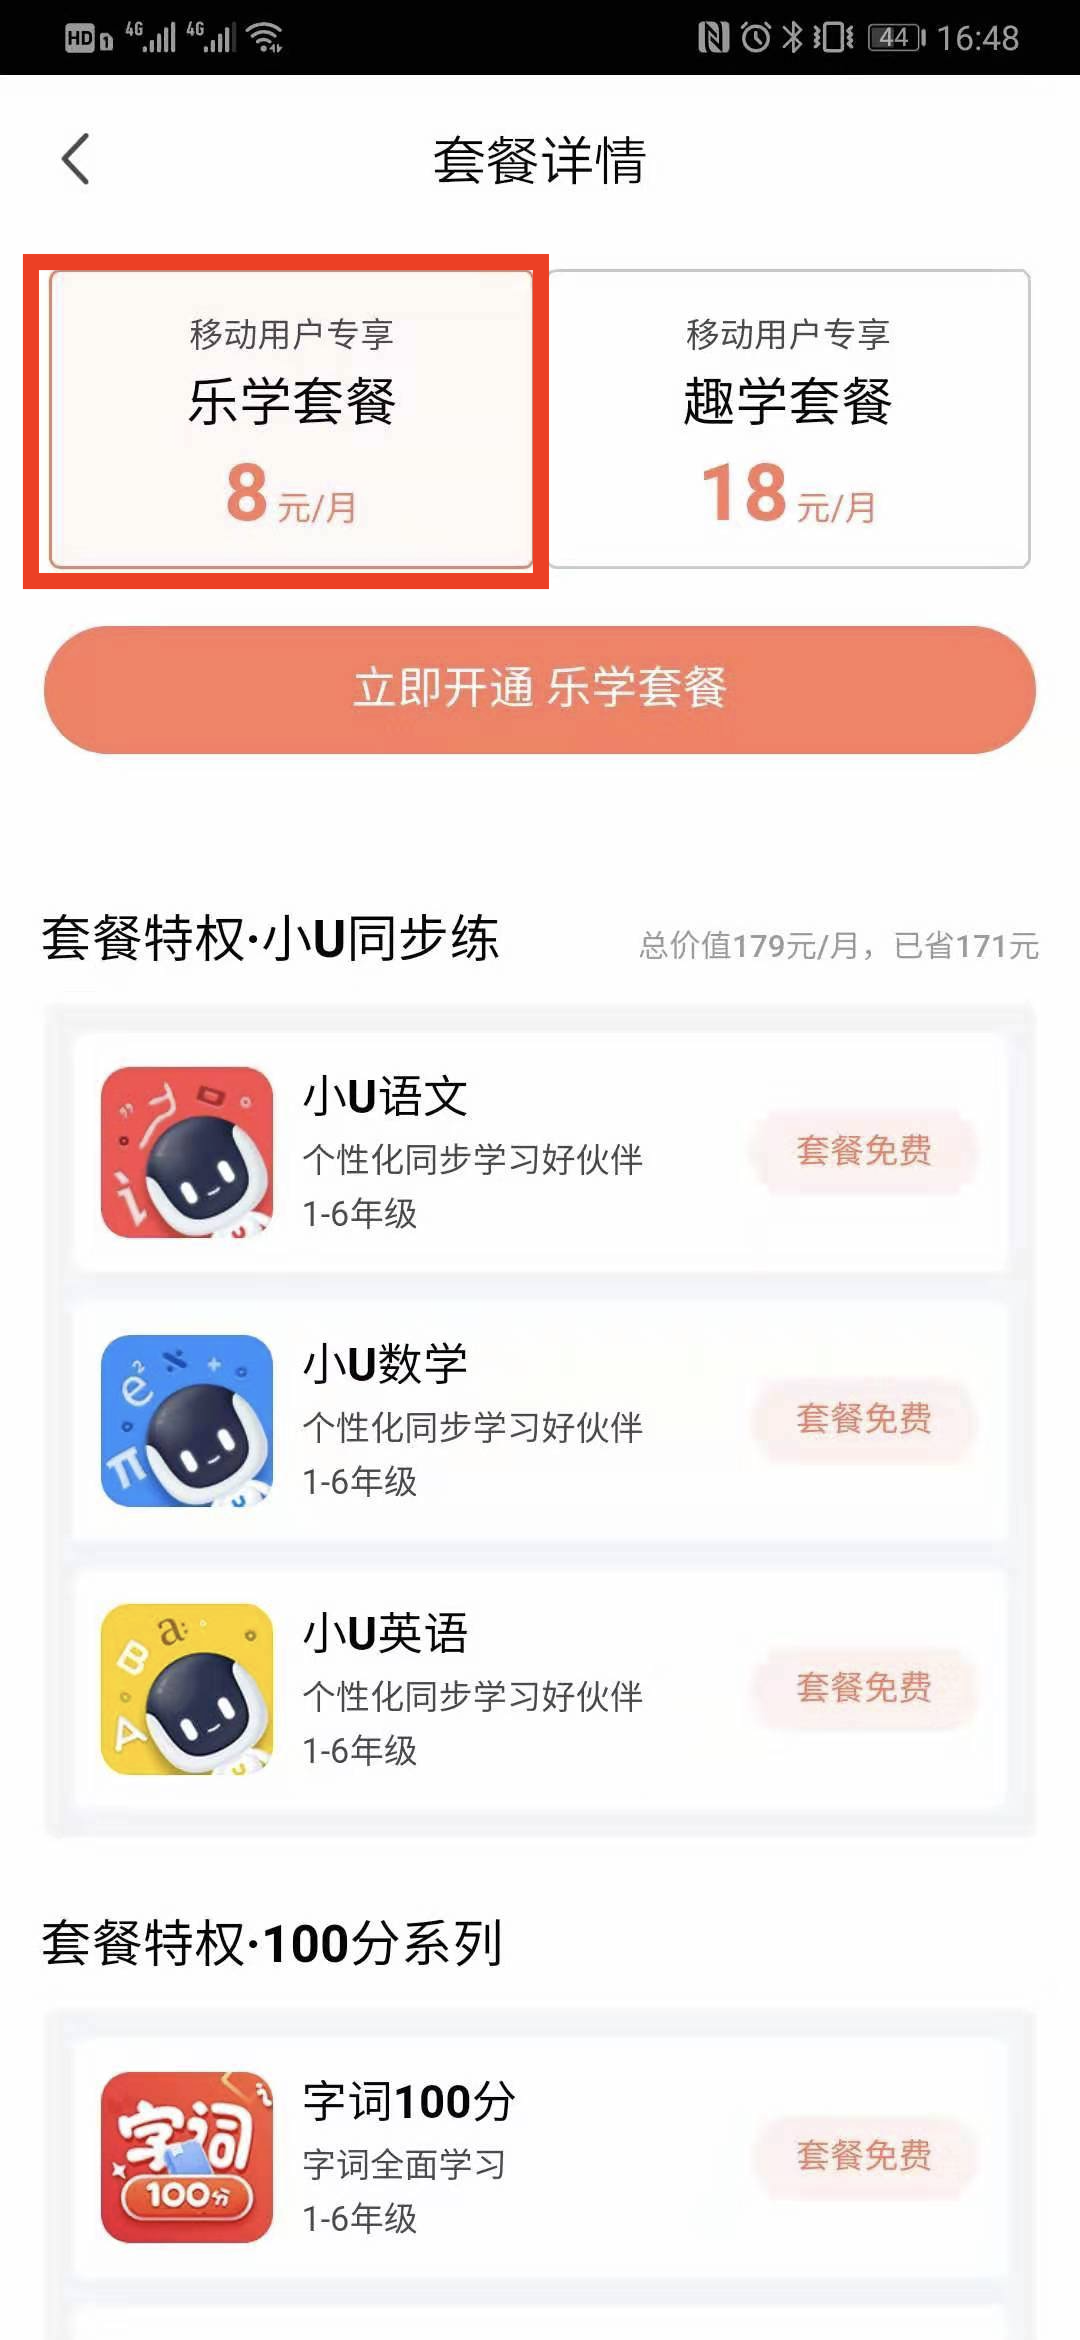 HD 1 4G 4G 44 16:48
套餐详情
移动用户专享
乐学套餐
8元/月
移动用户专享
趣学套餐
18元/月
立即开通 乐学套餐
套餐特权·小U同步练
总价值179元/月，已省171元
小U语文
个性化同步学习好伙伴
1-6年级
套餐免费
小U数学
个性化同步学习好伙伴
1-6年级
套餐免费
小U英语
个性化同步学习好伙伴
1-6年级
套餐免费
套餐特权·100分系列
字词
100分
字词100分
字词全面学习
1-6年级
套餐免费